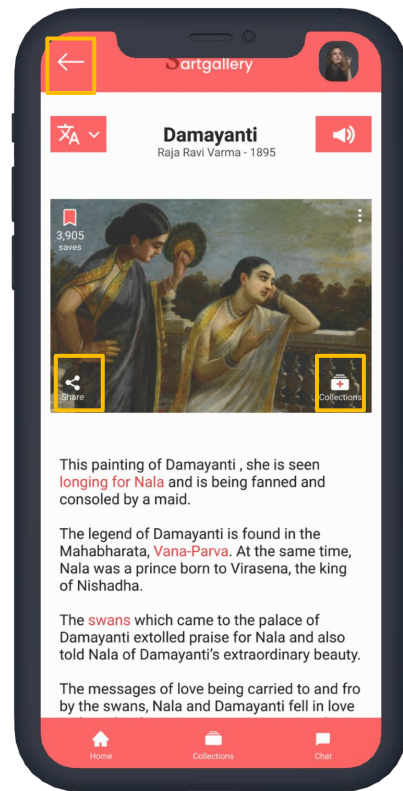 Sartgallery
Damayanti
Raja Ravi Varma - 1895
3,905
saves
Share
Collections
This painting of Damayanti , she is seen
longing for Nala and is being fanned and
consoled by a maid.
The legend of Damayanti is found in the
Mahabharata, Vana-Parva. At the same time,
Nala was a prince born to Virasena, the king
of Nishadha.
The swans which came to the palace of
Damayanti extolled praise for Nala and also
told Nala of Damayanti's extraordinary beauty.
The messages of love being carried to and fro
by the swans, Nala and Damayanti fell in love
Home
Collections
Chat